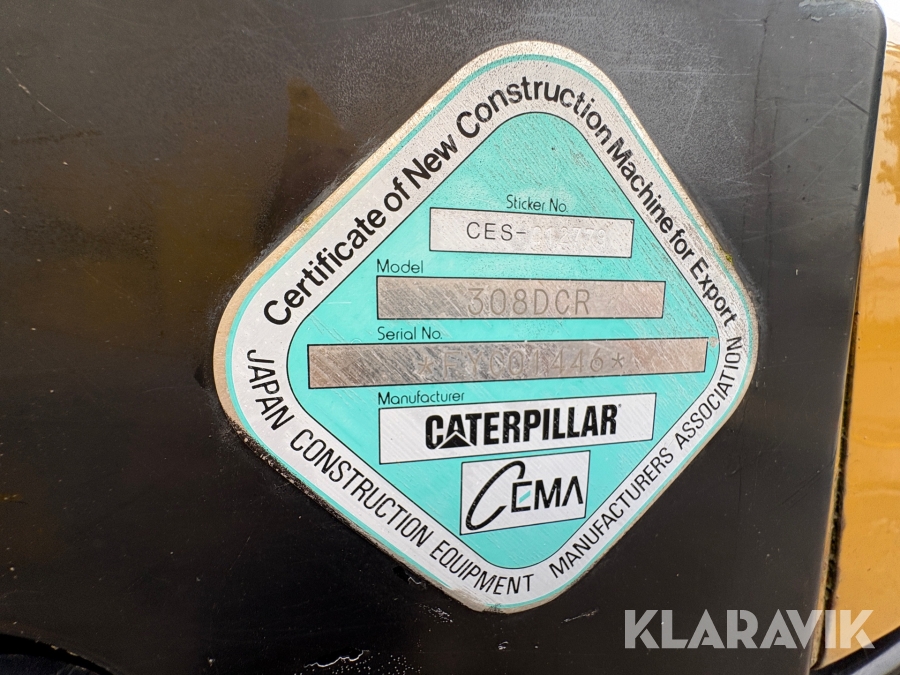 Certificate of New Construction Machine for Export
Sticker No.
CES-
Model
308DCR
Serial No.
Manufacturer
CATERPILLAR
CEMA
JAPAN CONSTRUCTION EQUIPMENT MANUFACTURERS ASSOCIATION
KLARAVIK